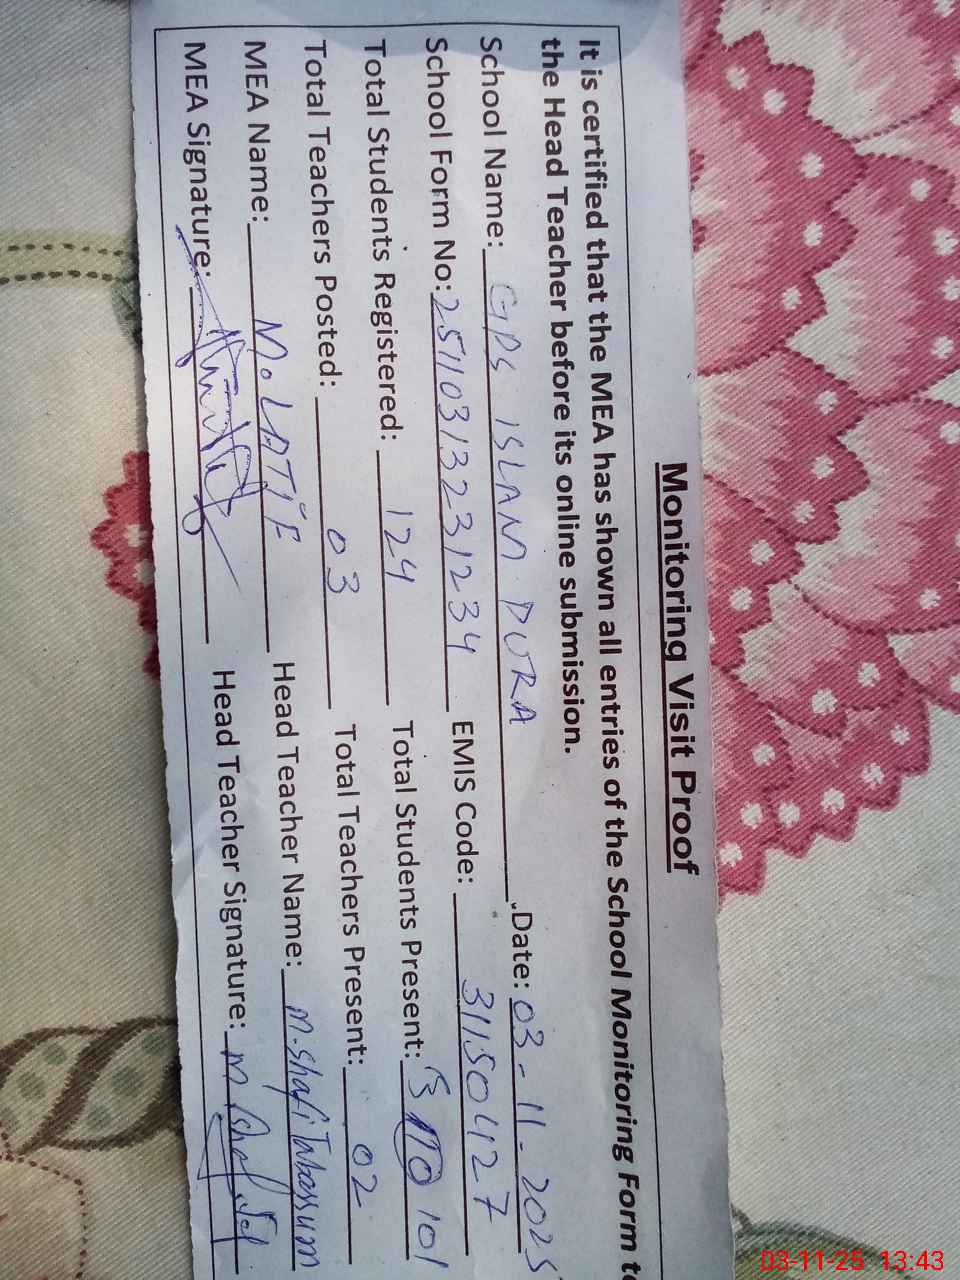 Monitoring Visit Proof
It is certified that the MEA has shown all entries of the School Monitoring Form to
the Head Teacher before its online submission.
School Name: GPS ISLAM PURA Date: 03-11-2025
School Form No: 2511031323 1234 EMIS Code: 31150427
Total Students Registered: 124 Total Students Present: 101
Total Teachers Posted: 03 Total Teachers Present: 02
MEA Name: M. LATIF Head Teacher Name: M. Shafi Tabassum
MEA Signature: Head Teacher Signature: M Shafi
03-11-25 13:43